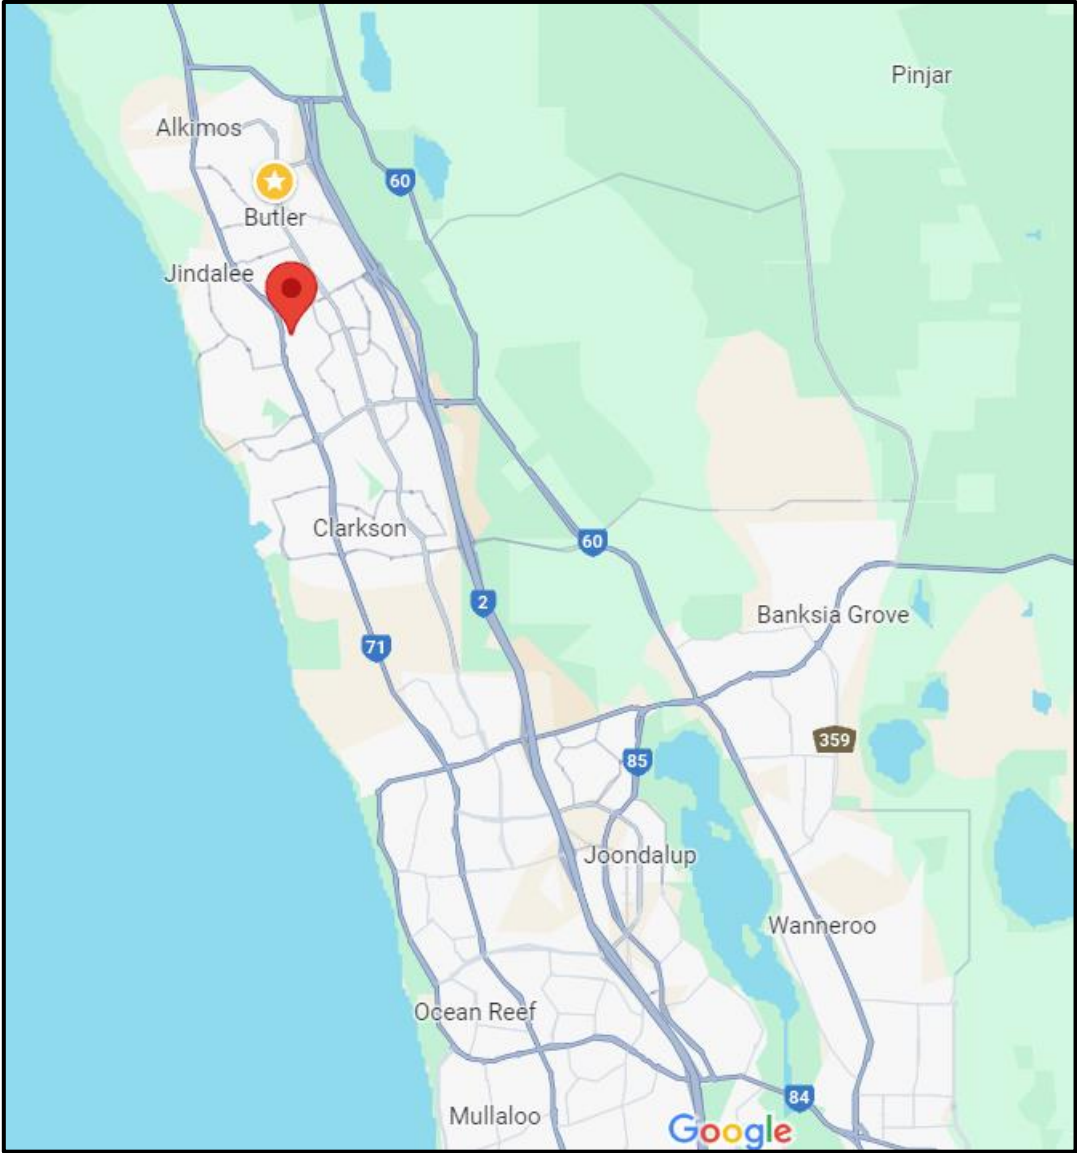 Pinjar
Alkimos
60
Butler
Jindalee
Clarkson
60
2
Banksia Grove
71
359
85
Joondalup
Wanneroo
Ocean Reef
84
Mullaloo
Google